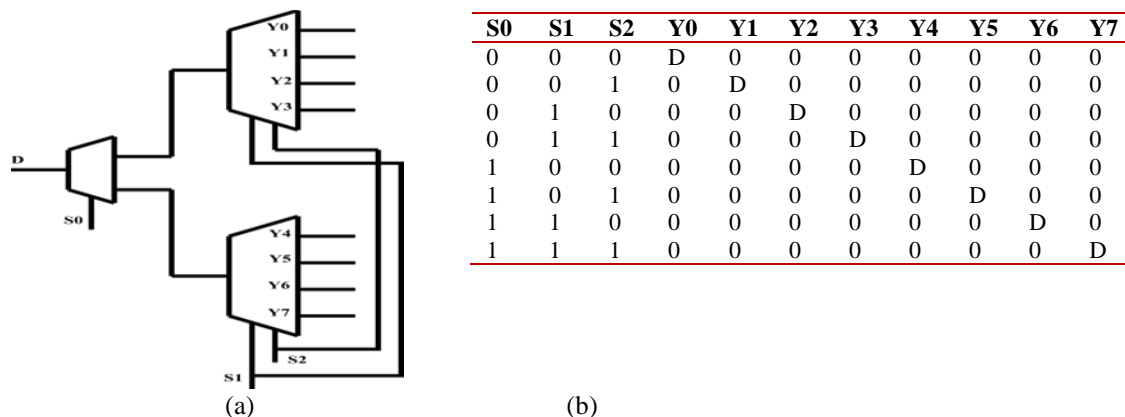 Y0
Y1
Y2
Y3
D
S0
Y4
Y5
Y6
Y7
S2
S1
(a)
S0 S1 S2 Y0 Y1 Y2 Y3 Y4 Y5 Y6 Y7
0 0 0 D 0 0 0 0 0 0 0
0 0 1 0 D 0 0 0 0 0 0
0 1 0 0 0 D 0 0 0 0 0
0 1 1 0 0 0 D 0 0 0 0
1 0 0 0 0 0 0 D 0 0 0
1 0 1 0 0 0 0 0 D 0 0
1 1 0 0 0 0 0 0 0 D 0
1 1 1 0 0 0 0 0 0 0 D
(b)